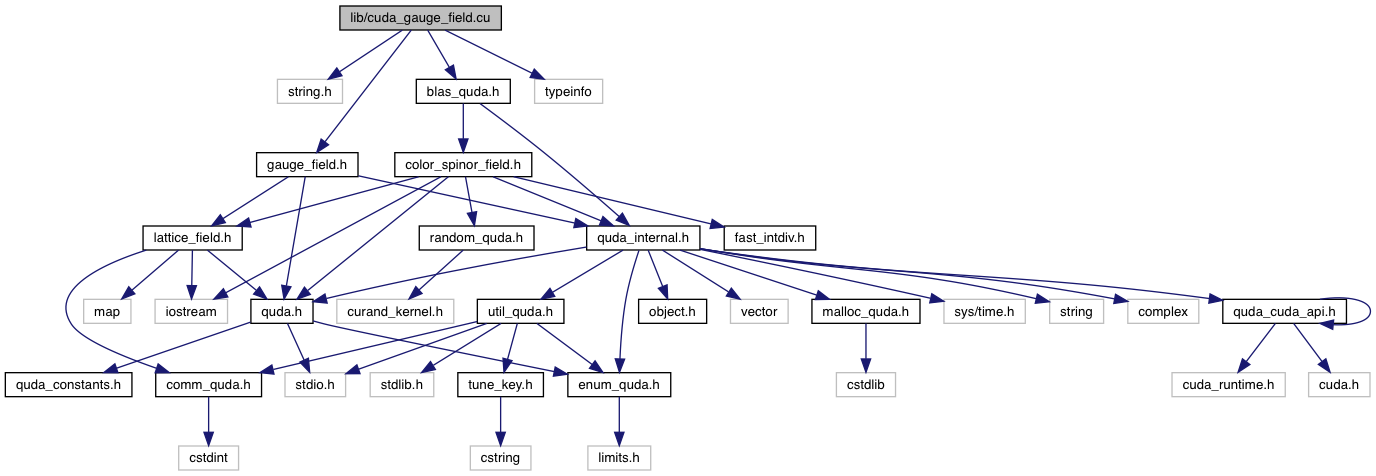 lib/cuda_gauge_field.cu
string.h
blas_quda.h
typeinfo
gauge_field.h
color_spinor_field.h
lattice_field.h
random_quda.h
quda_internal.h
fast_intdiv.h
map
iostream
quda.h
curand_kernel.h
util_quda.h
object.h
vector
malloc_quda.h
sys/time.h
string
complex
quda_cuda_api.h
quda_constants.h
comm_quda.h
stdio.h
stdlib.h
tune_key.h
enum_quda.h
cstdlib
cuda_runtime.h
cuda.h
cstdint
cstring
limits.h